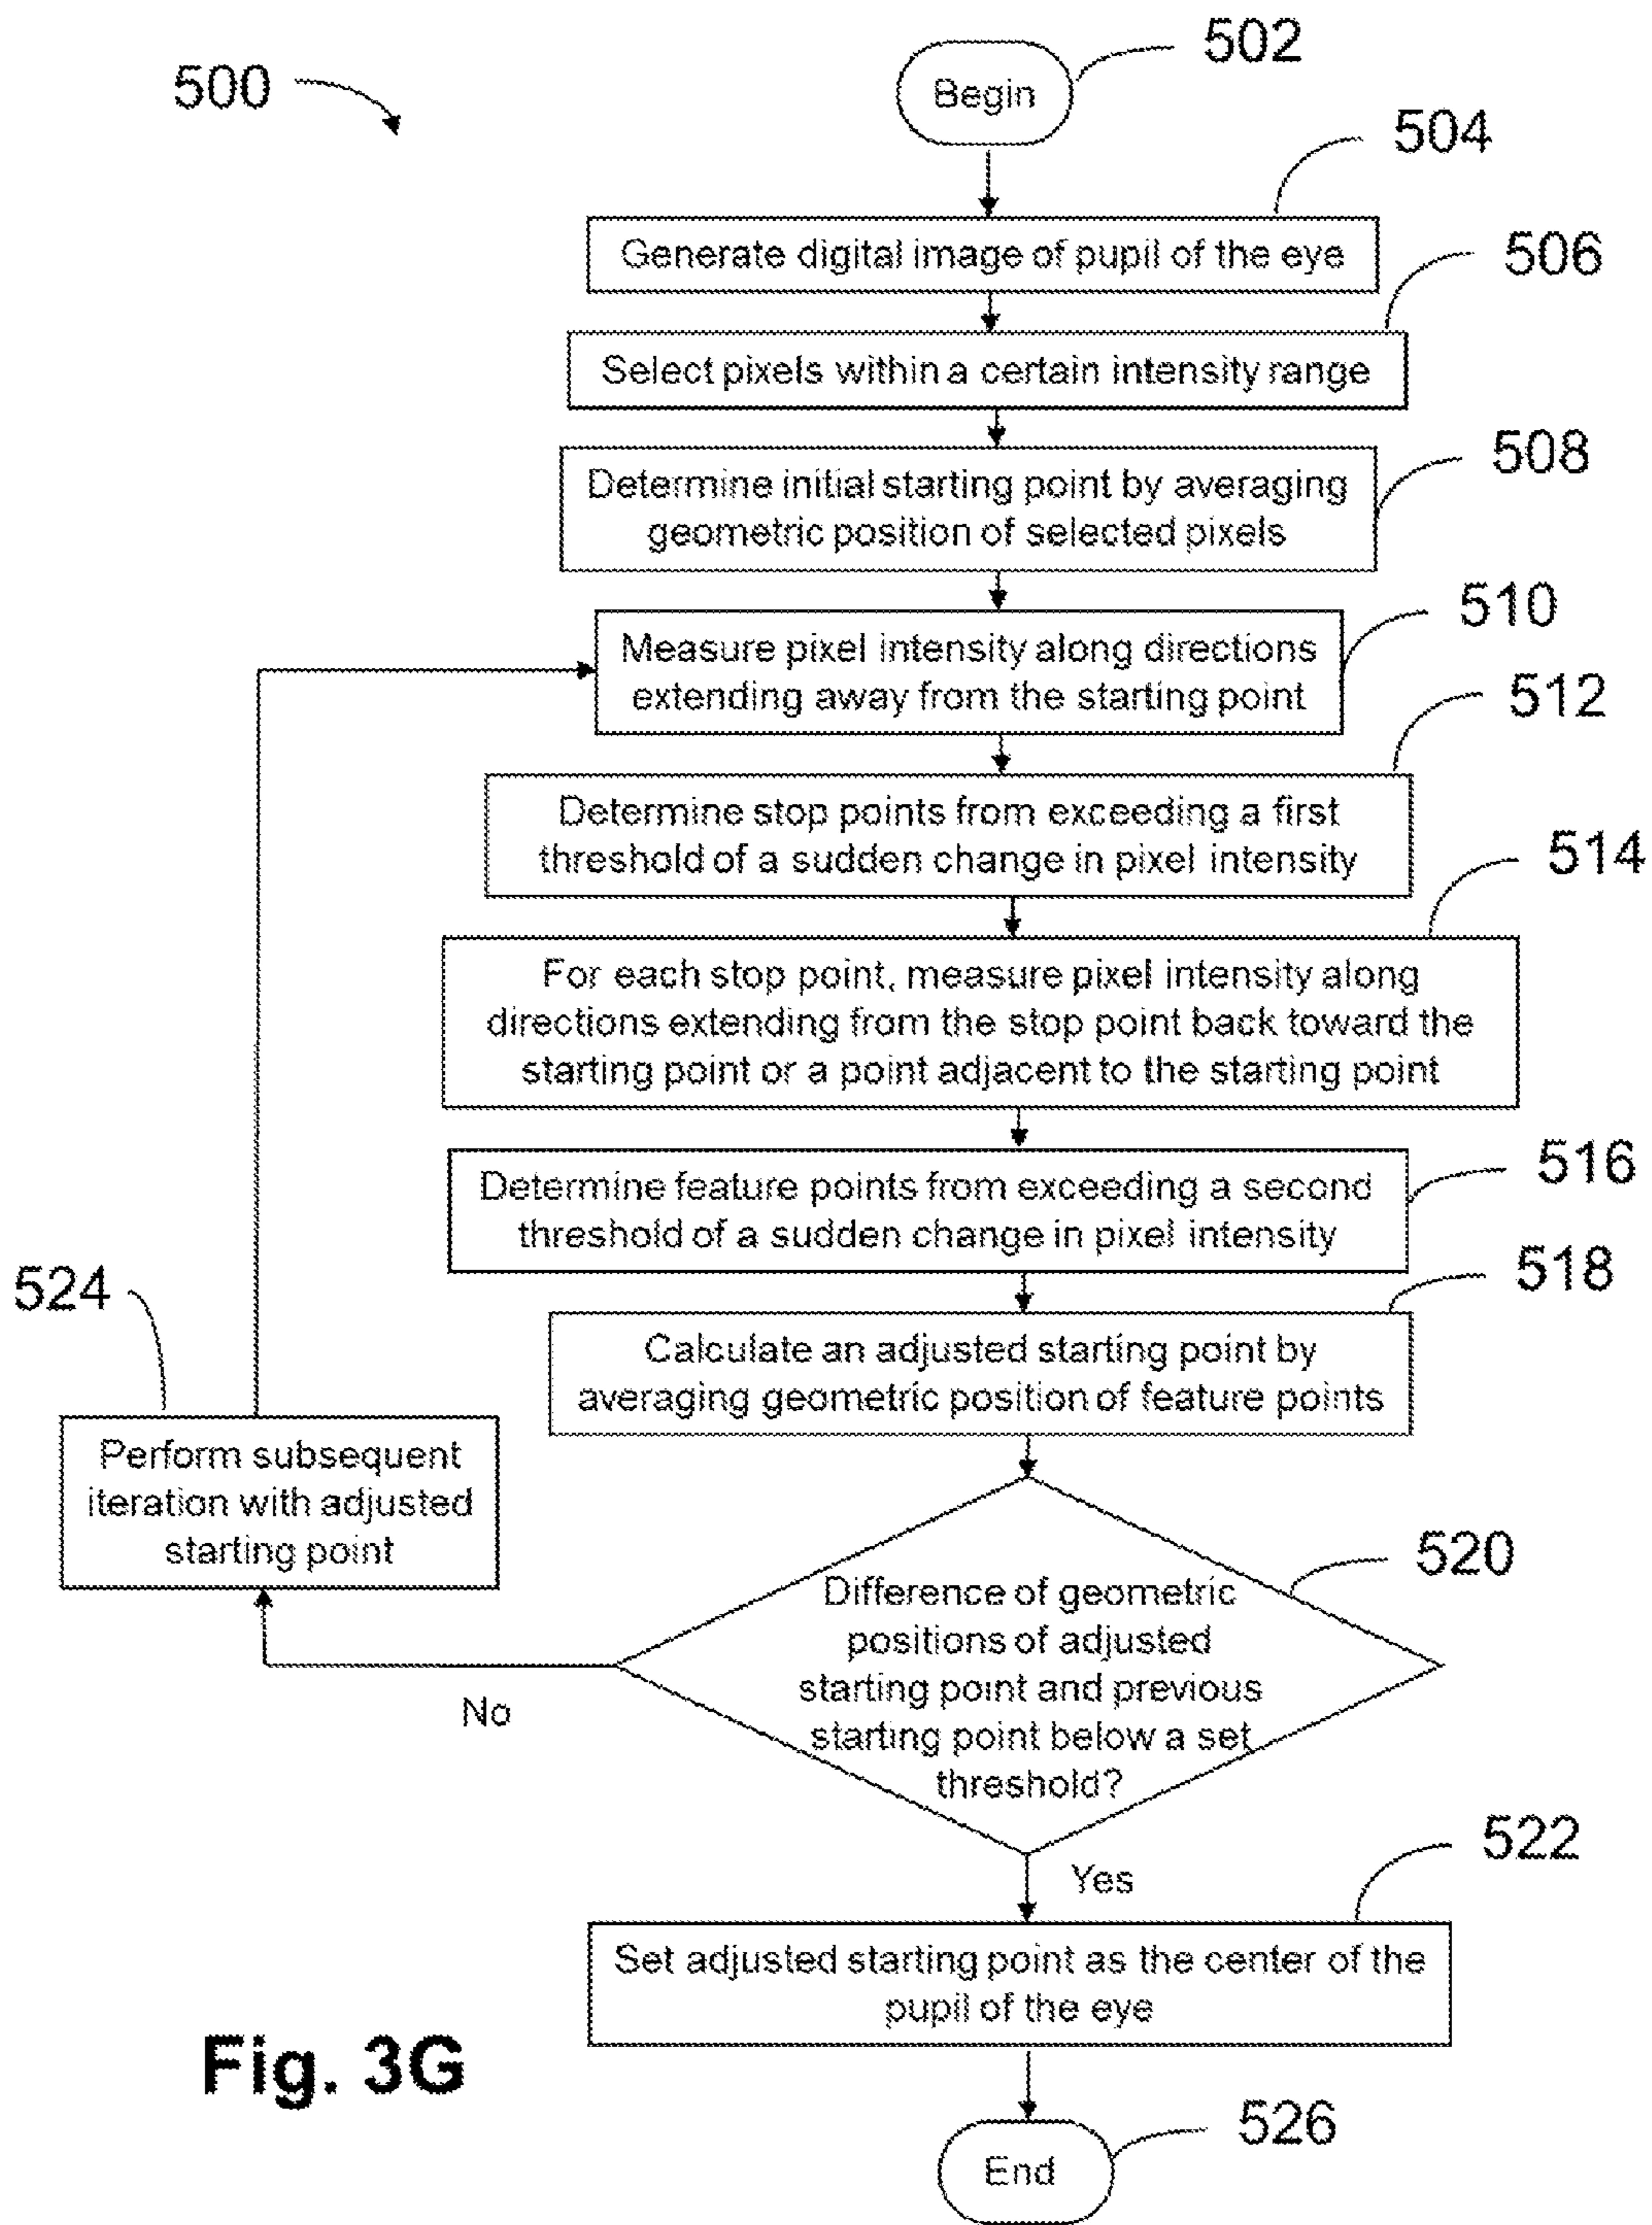 500
502
Begin
504
Generate digital image of pupil of the eye
506
Select pixels within a certain intensity range
508
Determine initial starting point by averaging
geometric position of selected pixels
510
Measure pixel intensity along directions
extending away from the starting point
512
Determine stop points from exceeding a first
threshold of a sudden change in pixel intensity
514
For each stop point, measure pixel intensity along
directions extending from the stop point back toward the
starting point or a point adjacent to the starting point
516
Determine feature points from exceeding a second
threshold of a sudden change in pixel intensity
518
Calculate an adjusted starting point by
averaging geometric position of feature points
524
Perform subsequent
iteration with adjusted
starting point
520
Difference of geometric
positions of adjusted
starting point and previous
starting point below a set
threshold?
No
Yes
522
Set adjusted starting point as the center of the
pupil of the eye
Fig. 3G
526
End